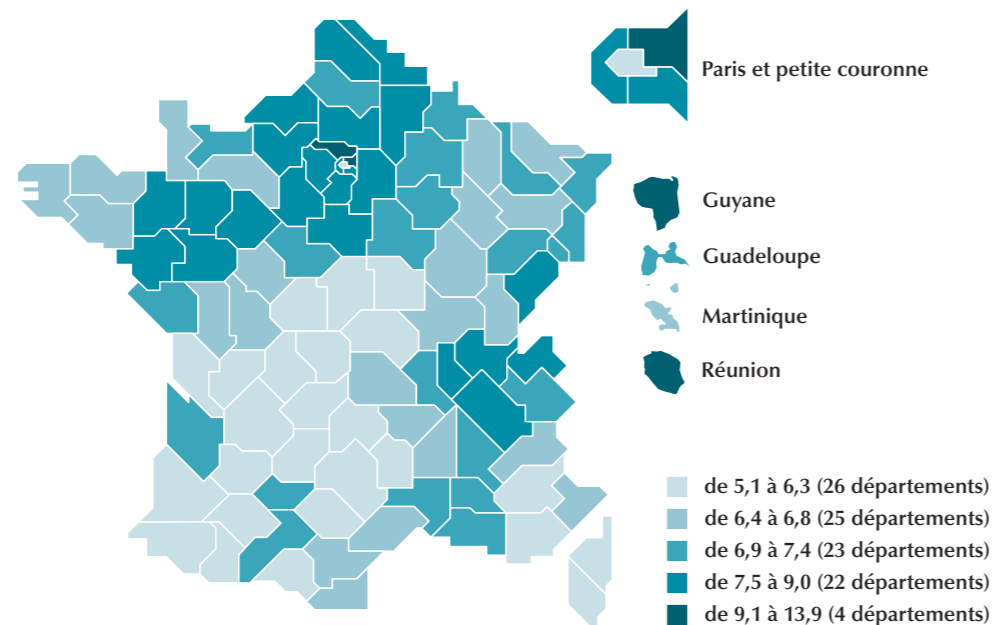 Paris et petite couronne
Guyane
Guadeloupe
Martinique
Réunion
de 5,1 à 6,3 (26 départements)
de 6,4 à 6,8 (25 départements)
de 6,9 à 7,4 (23 départements)
de 7,5 à 9,0 (22 départements)
de 9,1 à 13,9 (4 départements)